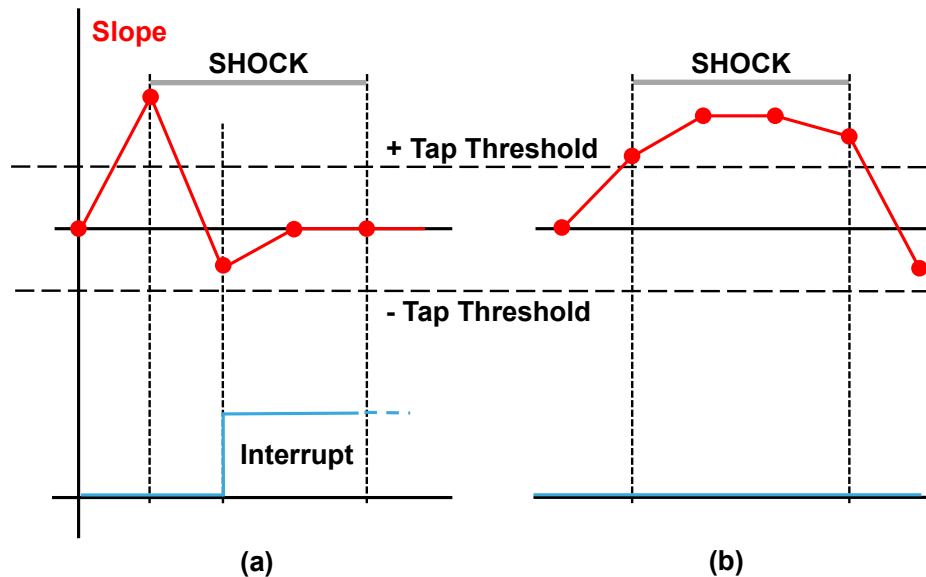 Slope
SHOCK
SHOCK
+ Tap Threshold
- Tap Threshold
Interrupt
(a)
(b)